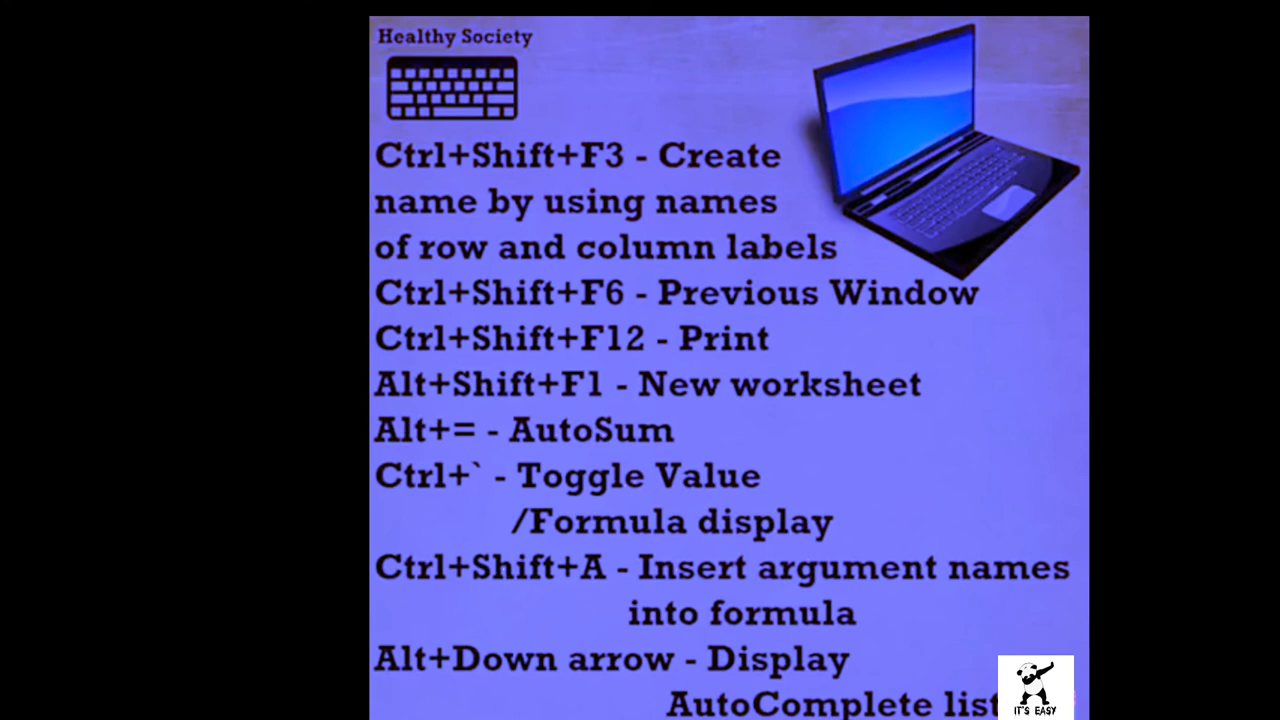 Healthy Society
Ctrl+Shift+F3 - Create
name by using names
of row and column labels
Ctrl+Shift+F6 - Previous Window
Ctrl+Shift+F12 - Print
Alt+Shift+F1 - New worksheet
Alt+= - AutoSum
Ctrl+` - Toggle Value
/Formula display
Ctrl+Shift+A - Insert argument names
into formula
Alt+Down arrow - Display
AutoComplete list
IT'S EASY